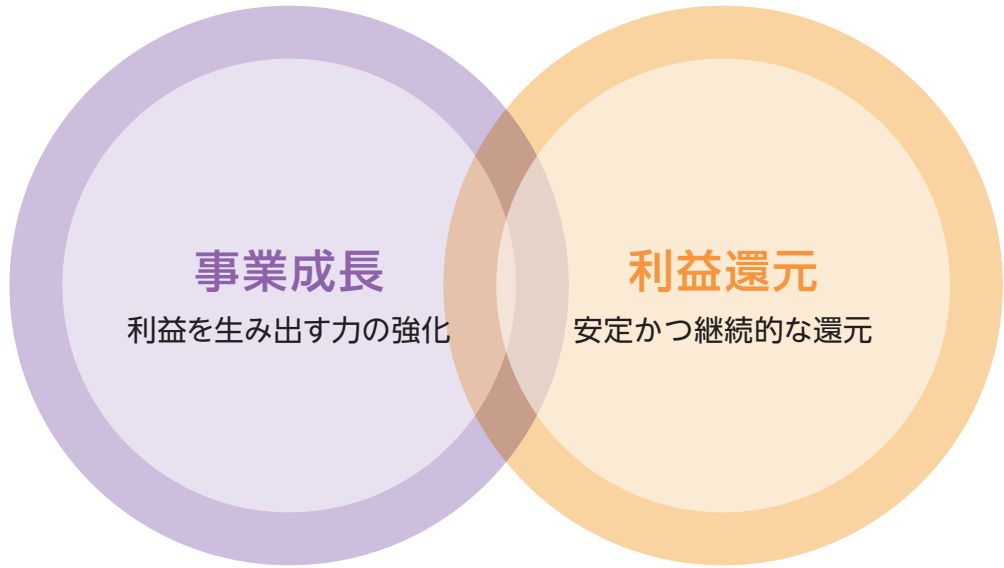 事業成長
利益を生み出す力の強化
利益還元
安定かつ継続的な還元